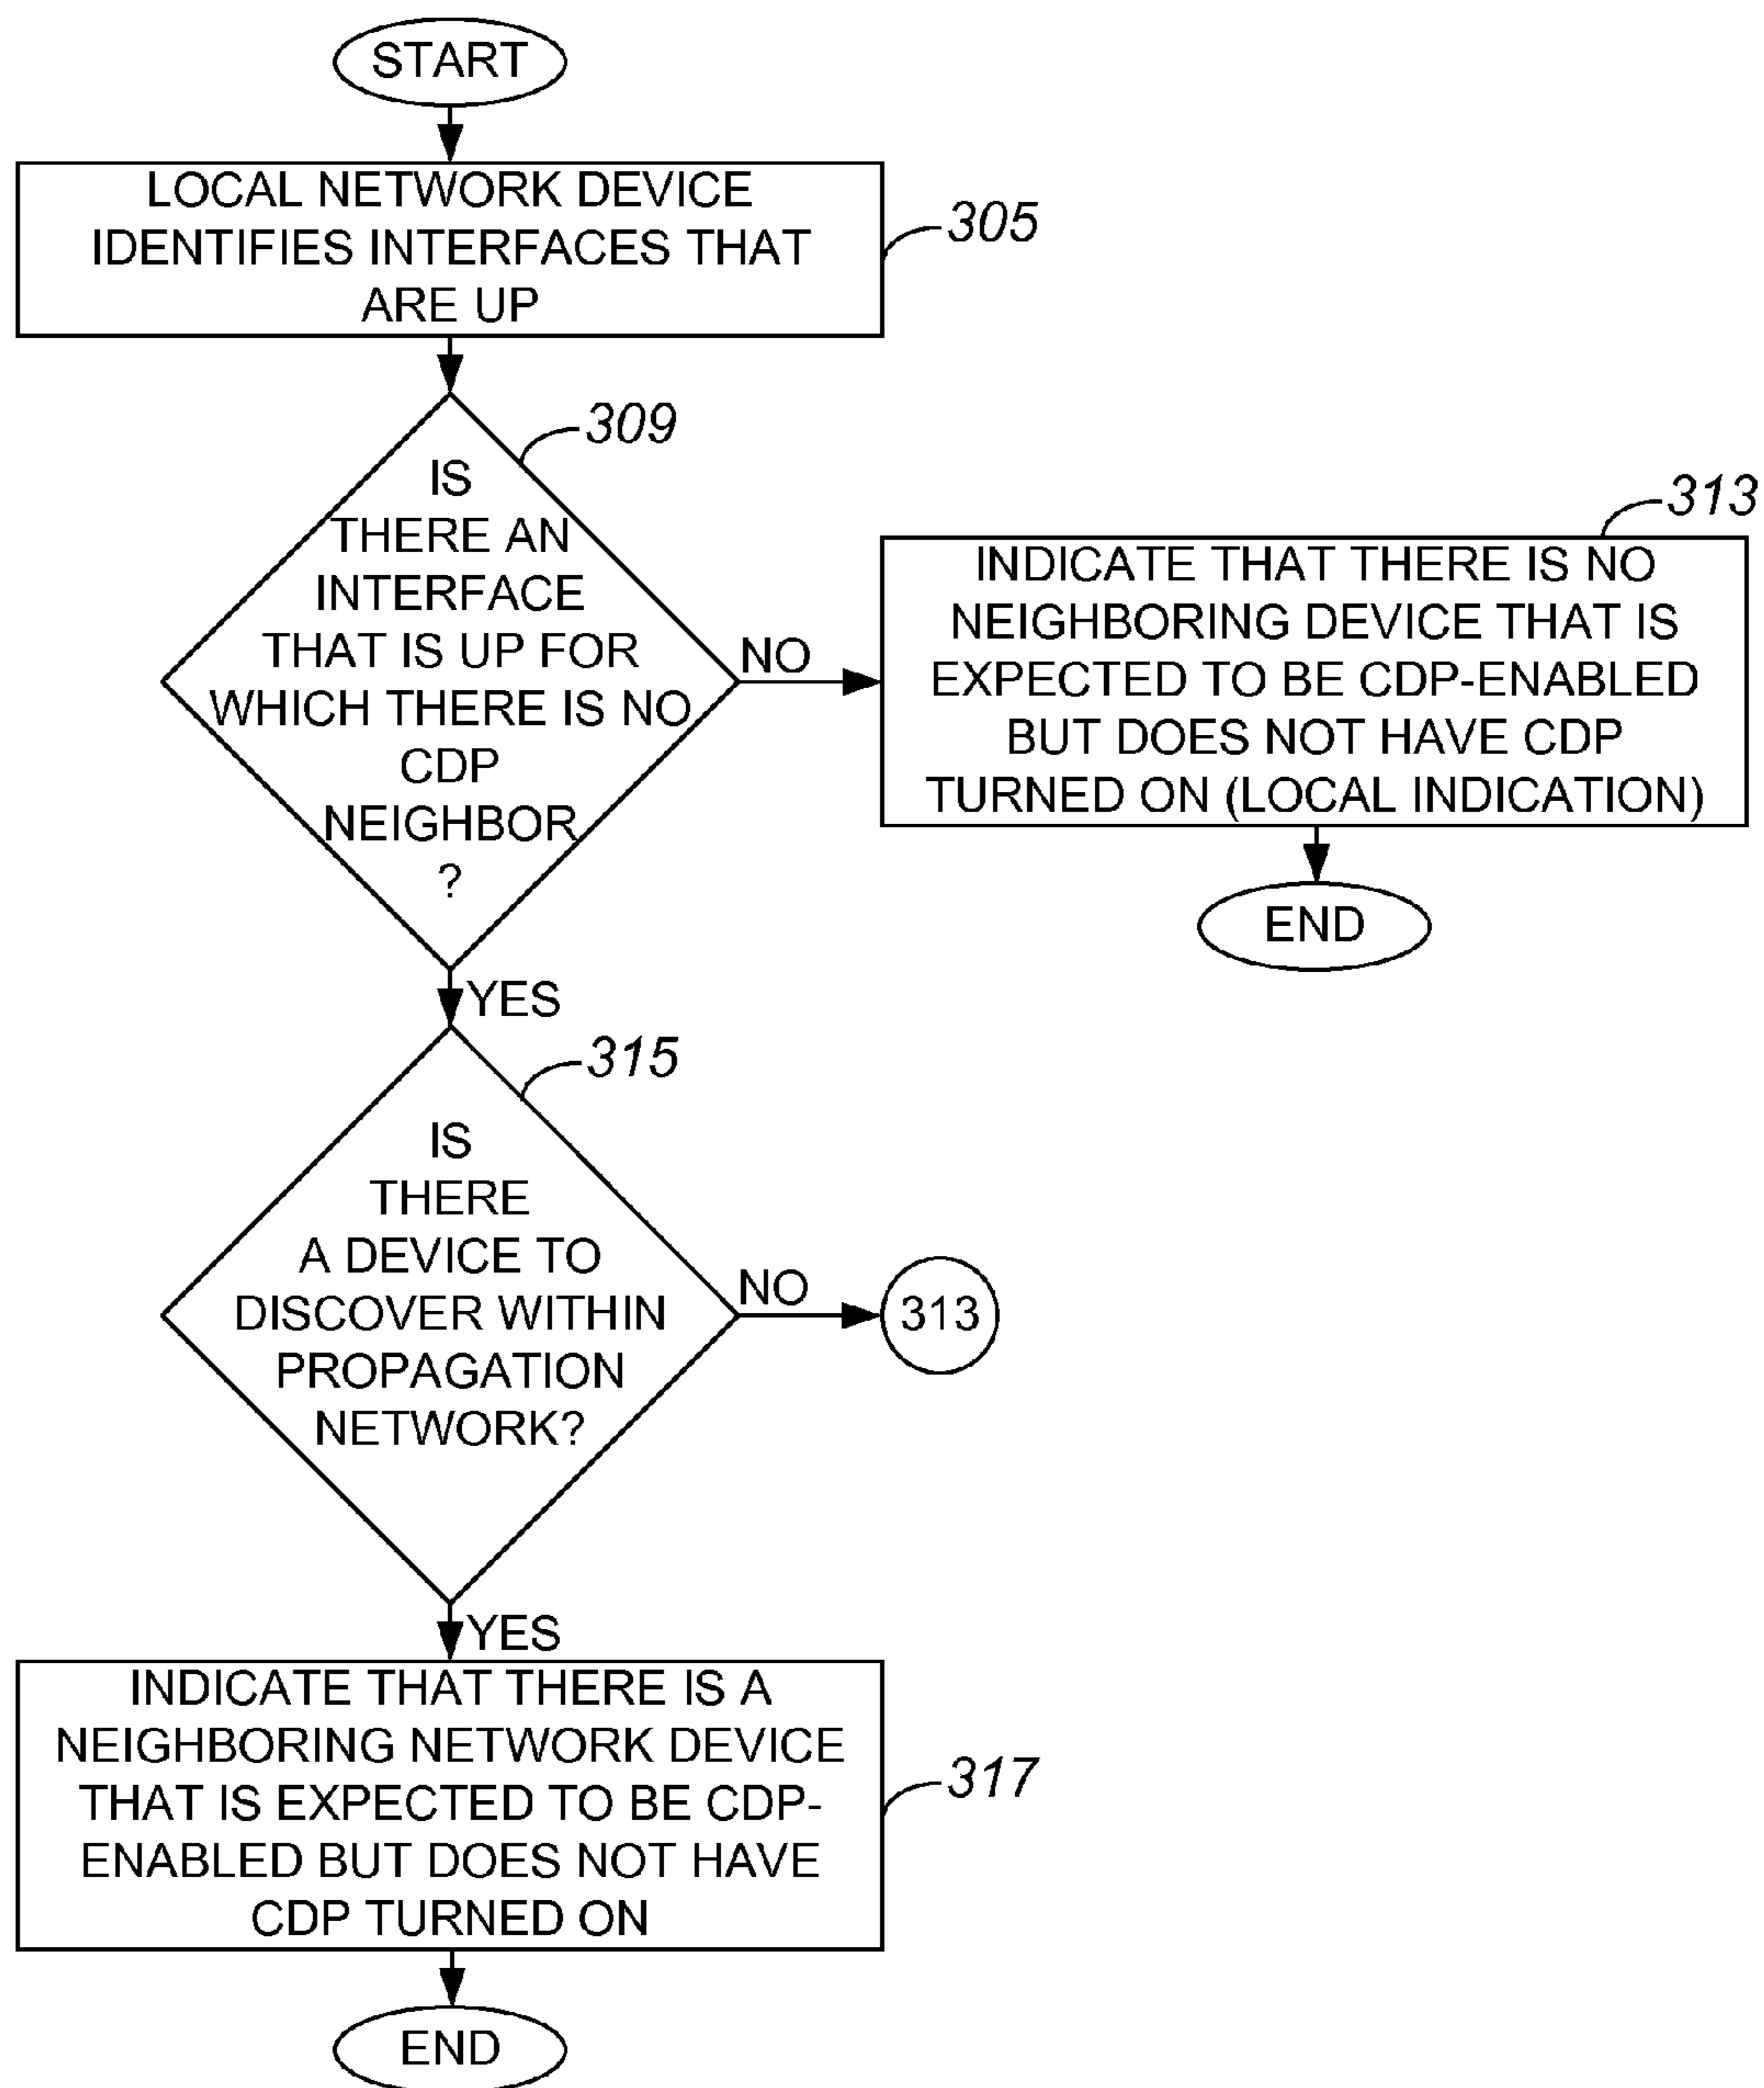 START
LOCAL NETWORK DEVICE
IDENTIFIES INTERFACES THAT
ARE UP
305
309
IS
THERE AN
INTERFACE
THAT IS UP FOR
WHICH THERE IS NO
CDP
NEIGHBOR
?
NO
313
INDICATE THAT THERE IS NO
NEIGHBORING DEVICE THAT IS
EXPECTED TO BE CDP-ENABLED
BUT DOES NOT HAVE CDP
TURNED ON (LOCAL INDICATION)
END
YES
315
IS
THERE
A DEVICE TO
DISCOVER WITHIN
PROPAGATION
NETWORK?
NO
313
YES
INDICATE THAT THERE IS A
NEIGHBORING NETWORK DEVICE
THAT IS EXPECTED TO BE CDP-
ENABLED BUT DOES NOT HAVE
CDP TURNED ON
317
END